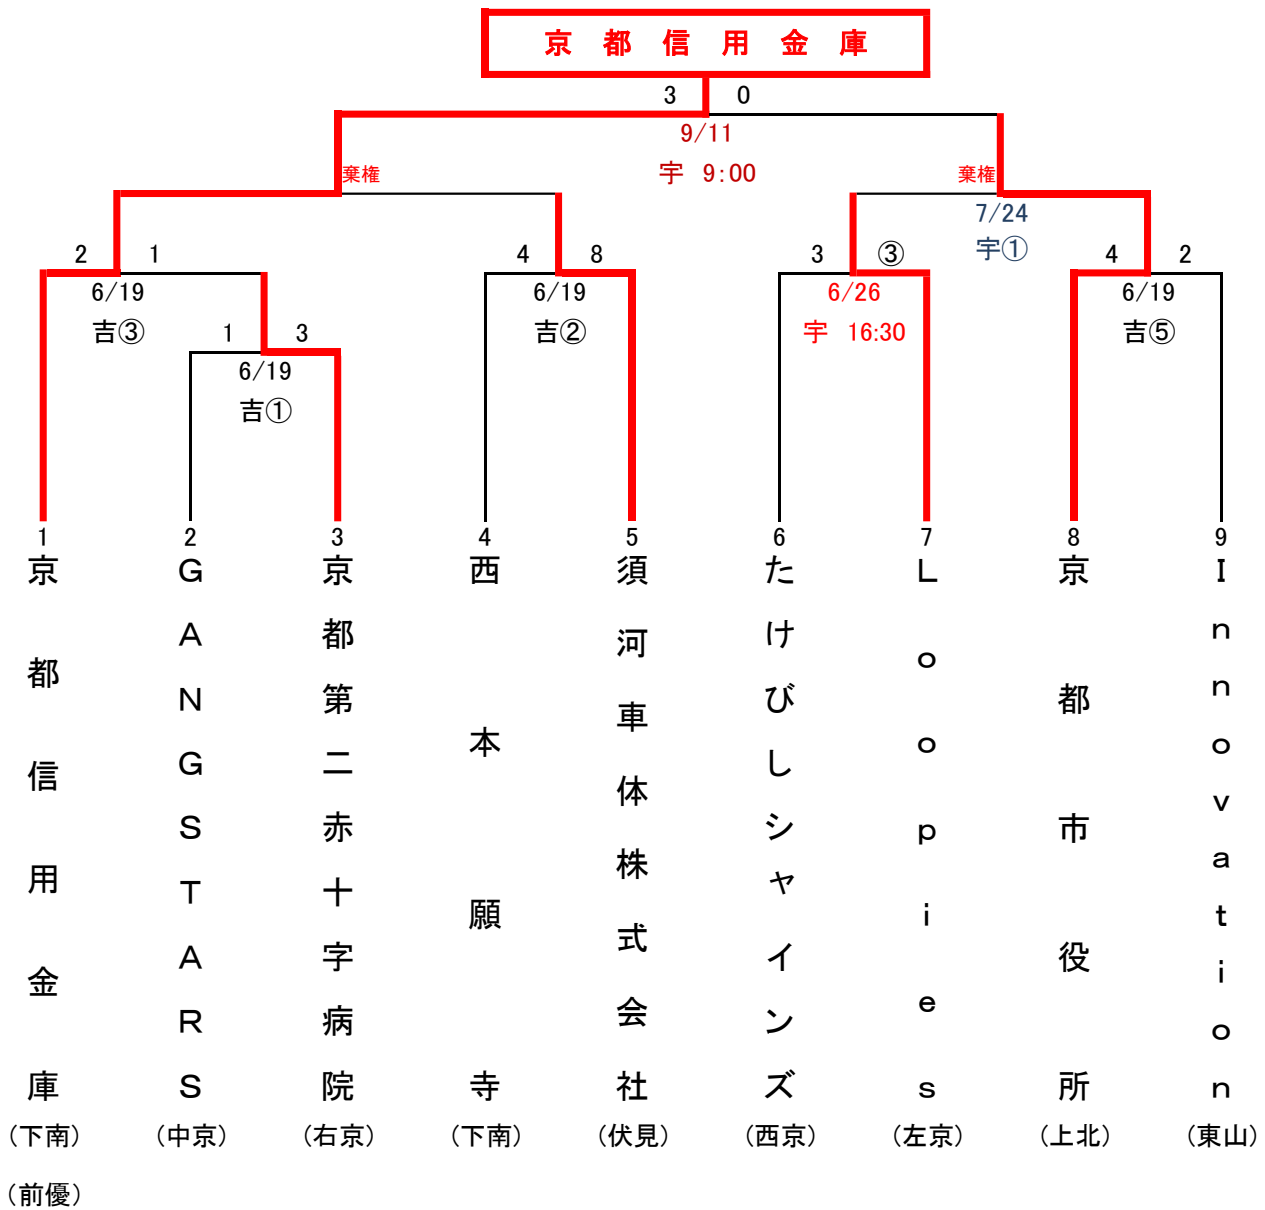 京都信用金庫
3 0
9/11
宇 9:00
棄権
棄権
7/24
宇①
2 1
6/19
吉③
4 8
6/19
吉②
3 ③
6/26
宇 16:30
4 2
6/19
吉⑤
1 3
6/19
吉①
1
京都信用金庫
(下南)
(前優)
2
GANGSTARS
(中京)
3
京都第二赤十字病院
(右京)
4
西本願寺
(下南)
5
須河車体株式会社
(伏見)
6
たけびしシャインズ
(西京)
7
Loopies
(左京)
8
京都市役所
(上北)
9
Innovation
(東山)